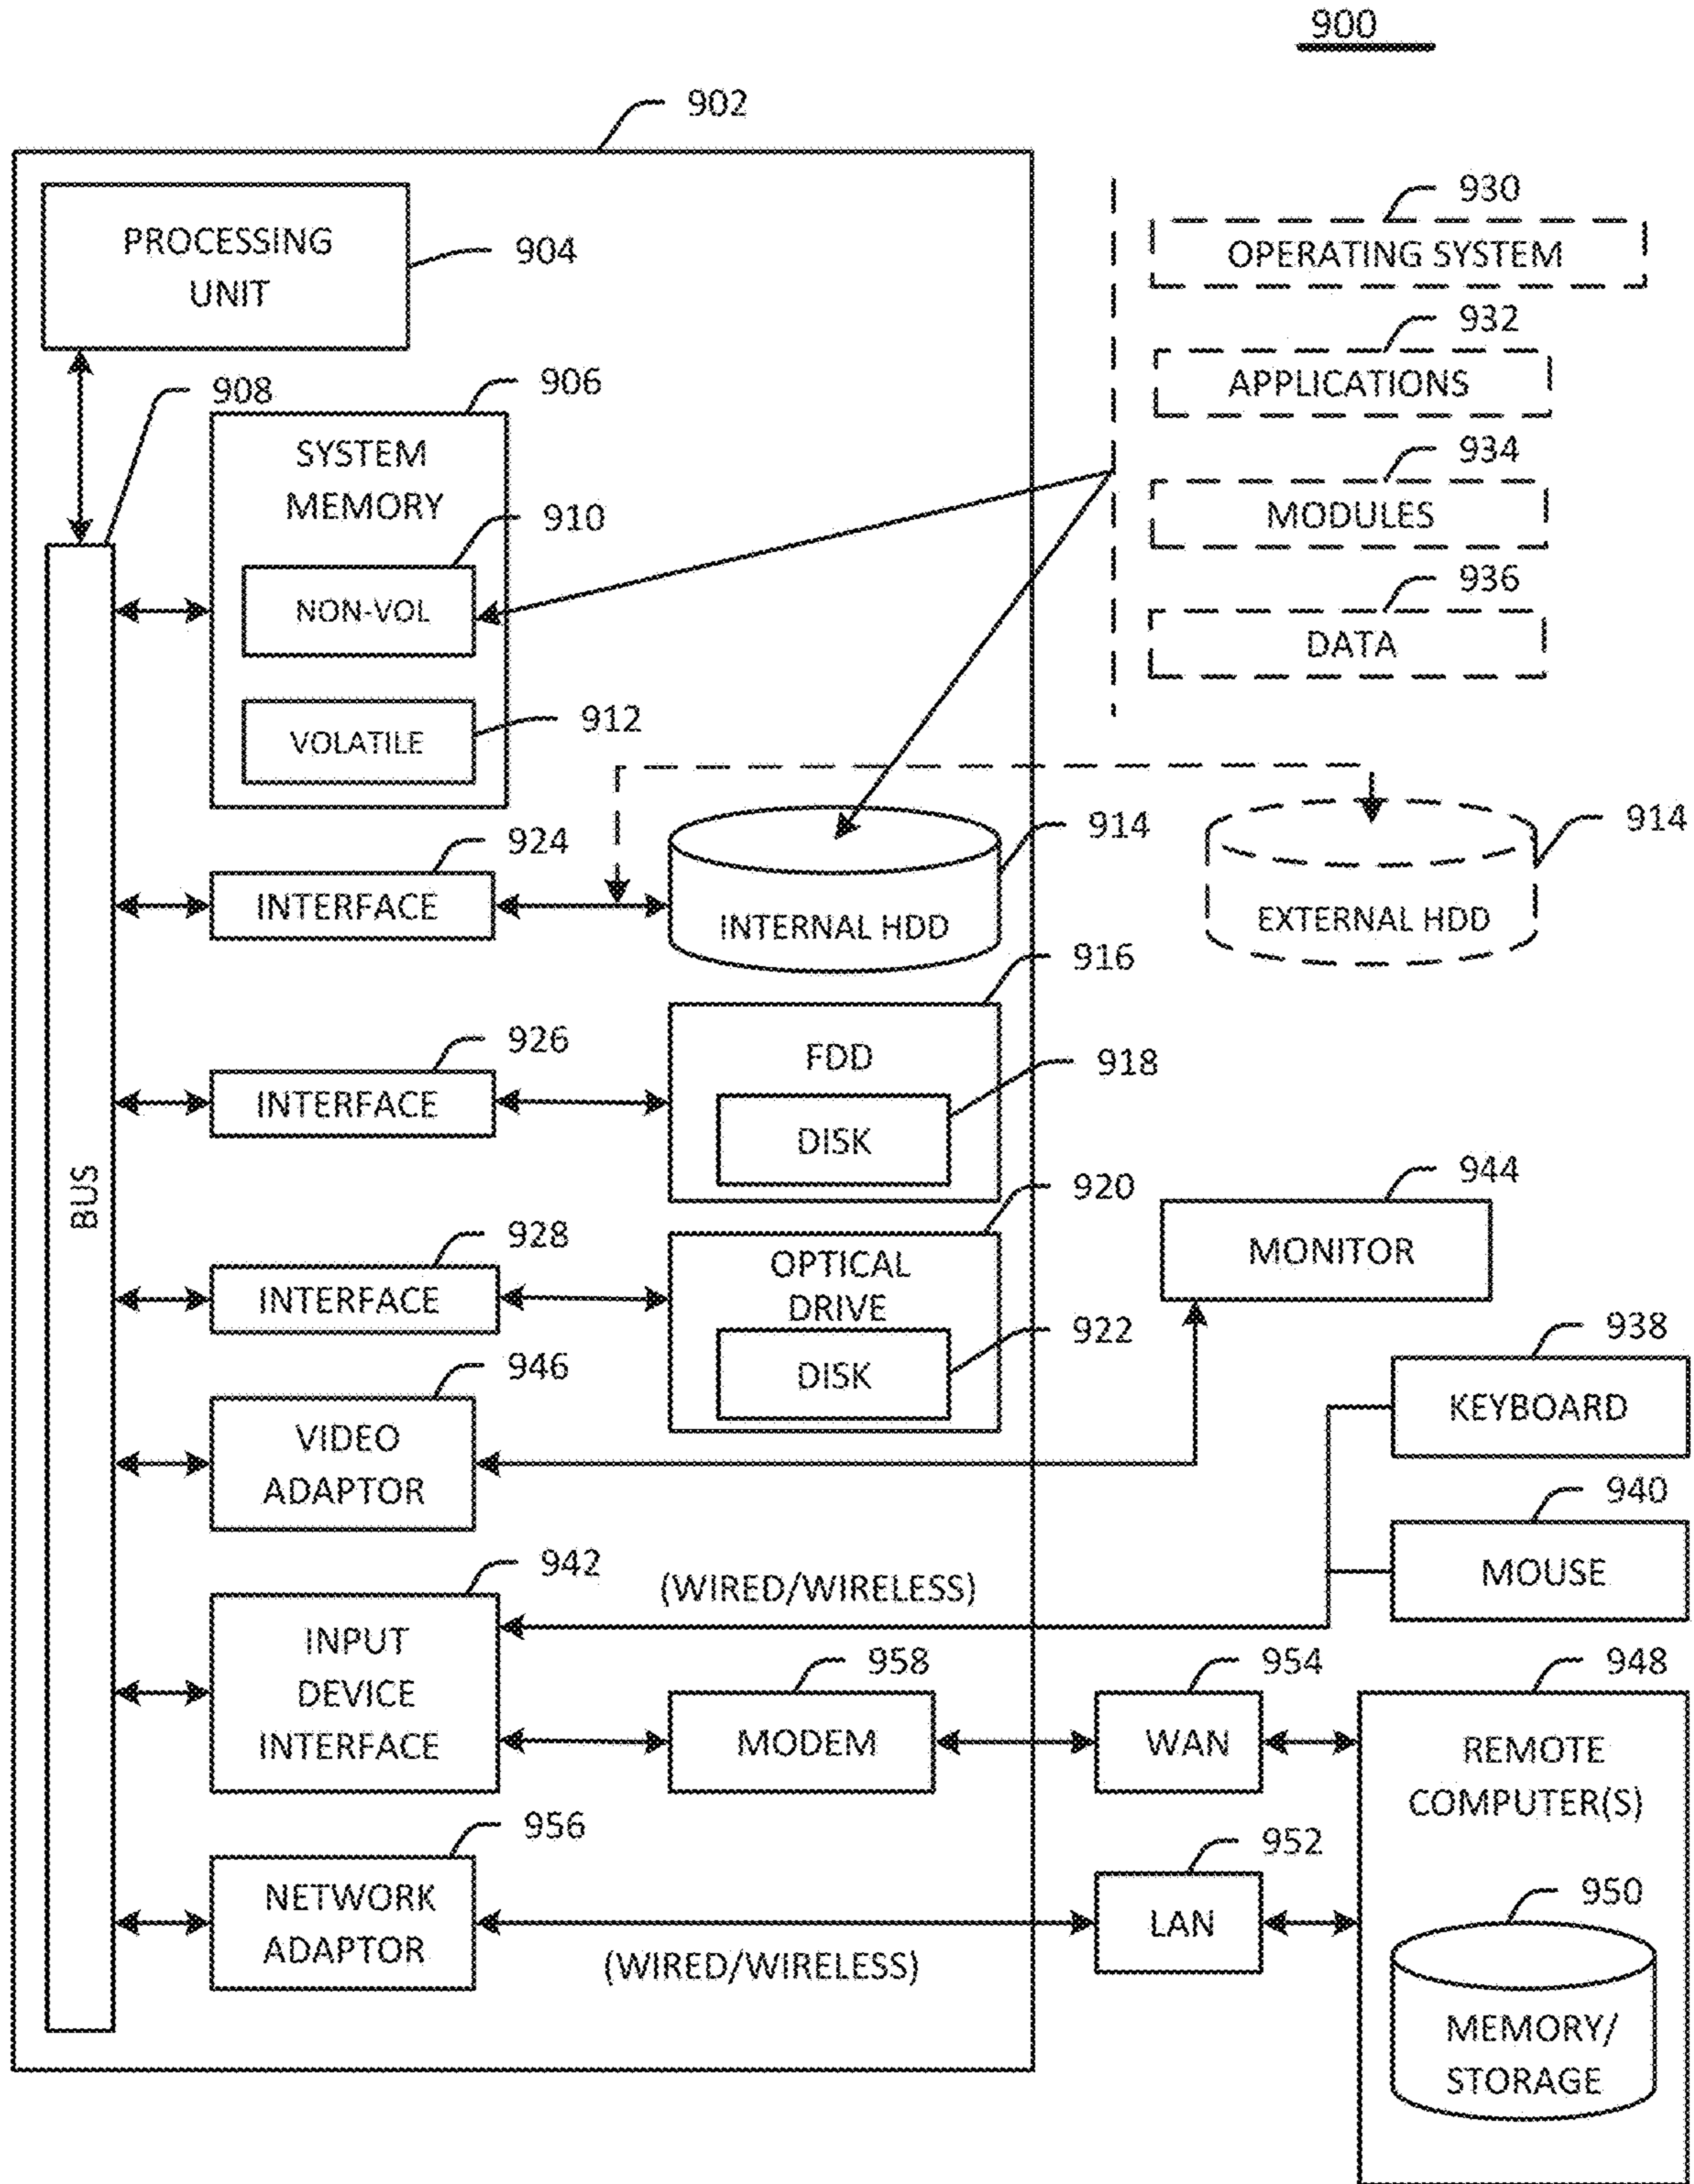 900
902
PROCESSING
UNIT
904
930
OPERATING SYSTEM
932
APPLICATIONS
908
906
SYSTEM
MEMORY
934
MODULES
910
NON-VOL
936
DATA
912
VOLATILE
924
INTERFACE
914
INTERNAL HDD
914
EXTERNAL HDD
916
FDD
926
INTERFACE
918
DISK
BUS
920
OPTICAL
DRIVE
944
MONITOR
928
INTERFACE
922
DISK
938
KEYBOARD
946
VIDEO
ADAPTOR
940
MOUSE
942
(WIRED/WIRELESS)
INPUT
DEVICE
INTERFACE
958
MODEM
954
WAN
948
REMOTE
COMPUTER(S)
956
NETWORK
ADAPTOR
952
LAN
(WIRED/WIRELESS)
950
MEMORY/
STORAGE